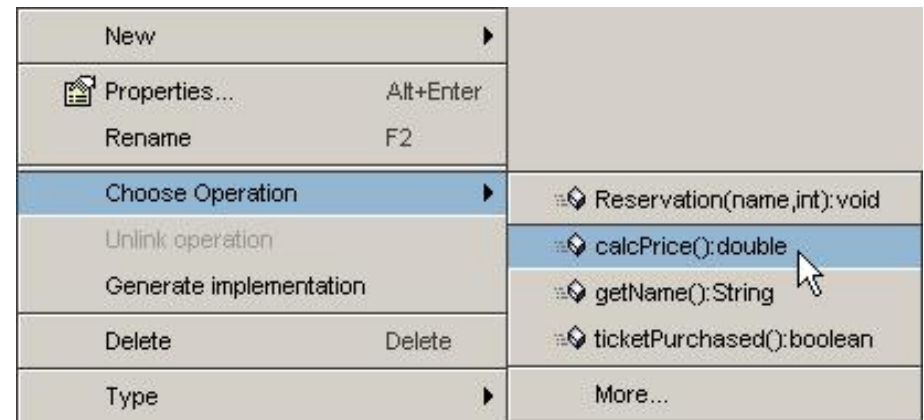 New
Properties... Alt+Enter
Rename F2
Choose Operation
Unlink operation
Generate implementation
Delete Delete
Type
Reservation(name,int):void
calcPrice():double
getName():String
ticketPurchased():boolean
More...